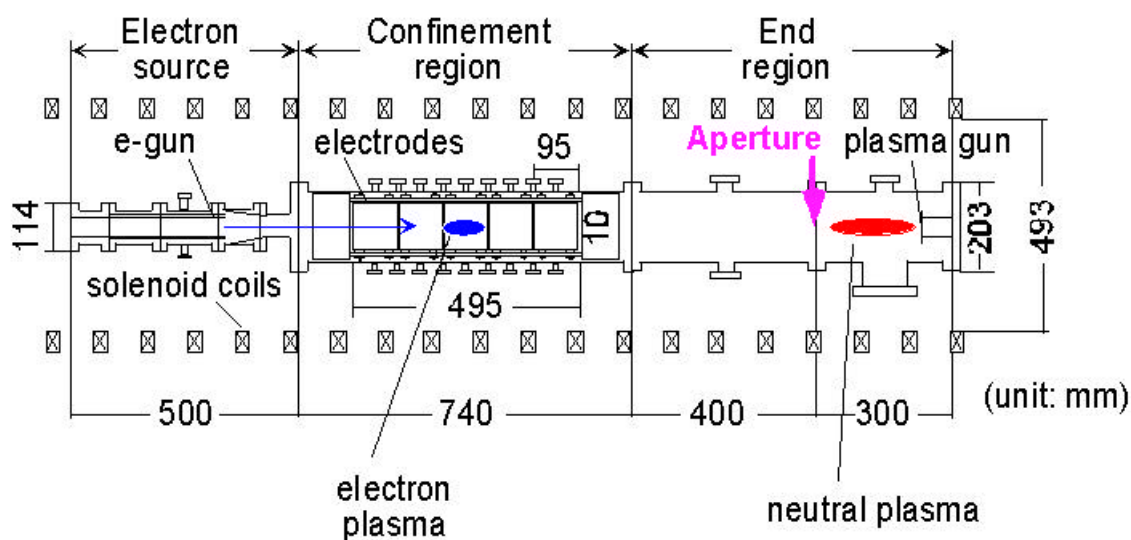 Electron
source
Confinement
region
End
region
e-gun
electrodes
95
Aperture
plasma gun
114
10
203
493
solenoid coils
495
500
740
400
300
(unit: mm)
electron
plasma
neutral plasma